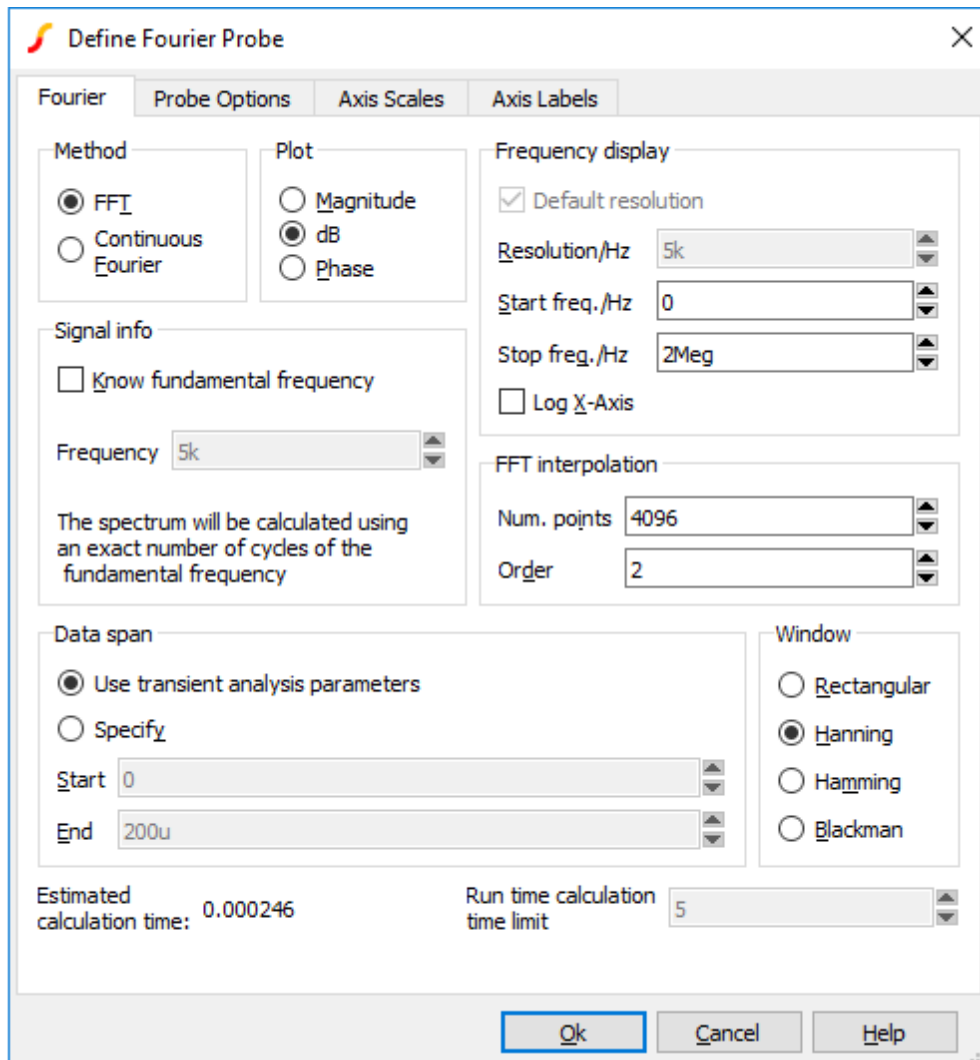 Define Fourier Probe
Fourier
Probe Options
Axis Scales
Axis Labels
Method
FFT
Continuous
Fourier
Plot
Magnitude
dB
Phase
Frequency display
Default resolution
Resolution/Hz 5k
Start freq./Hz 0
Stop freq./Hz 2Meg
Log X-Axis
Signal info
Know fundamental frequency
Frequency 5k
The spectrum will be calculated using
an exact number of cycles of the
fundamental frequency
FFT interpolation
Num. points 4096
Order 2
Data span
Use transient analysis parameters
Specify
Start 0
End 200u
Window
Rectangular
Hanning
Hamming
Blackman
Estimated
calculation time: 0.000246
Run time calculation
time limit 5
Ok
Cancel
Help